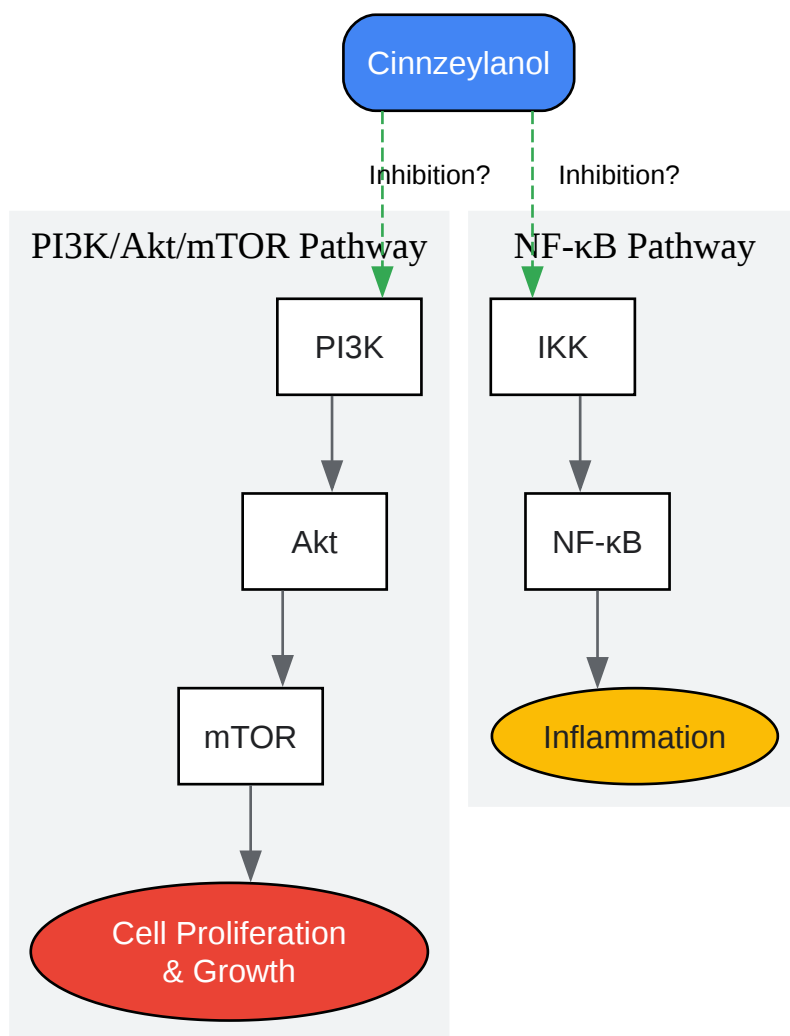 Cinnzeylanol
Inhibition?
Inhibition?
PI3K/Akt/mTOR Pathway
NF-κB Pathway
PI3K
IKK
Akt
NF-κB
mTOR
Inflammation
Cell Proliferation
& Growth